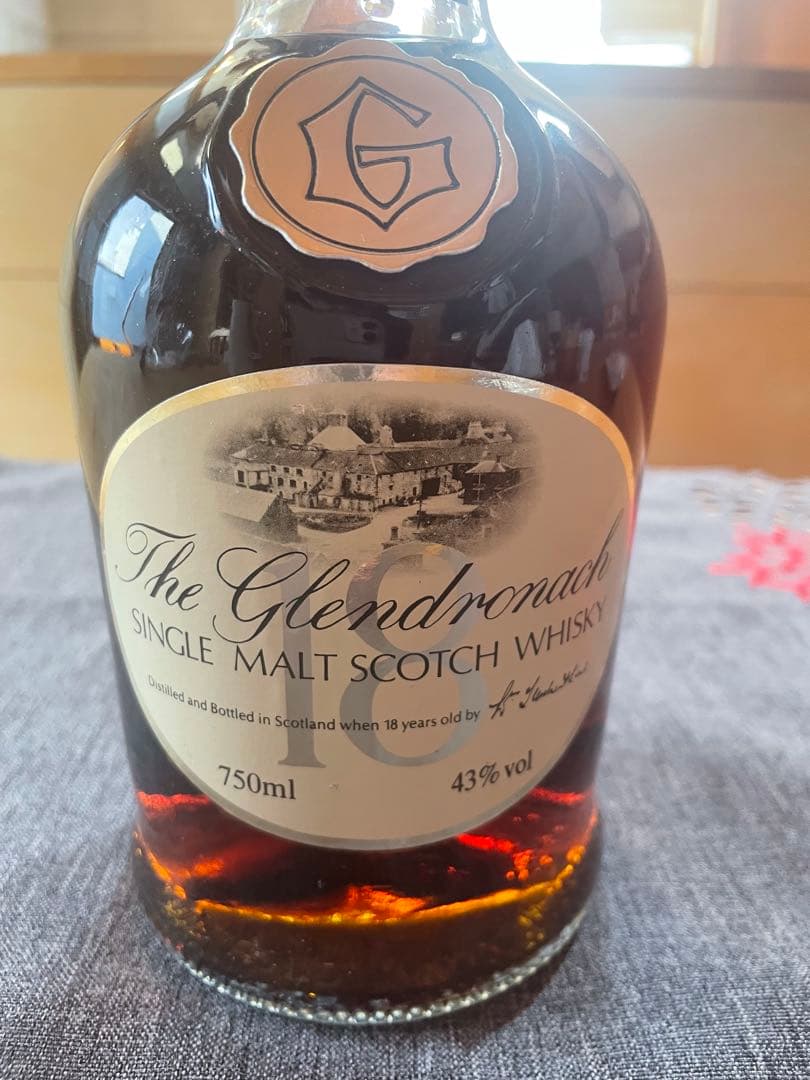 G
The Glendronach
18
SINGLE MALT SCOTCH WHISKY
Distilled and Bottled in Scotland when 18 years old by
750ml 43% vol